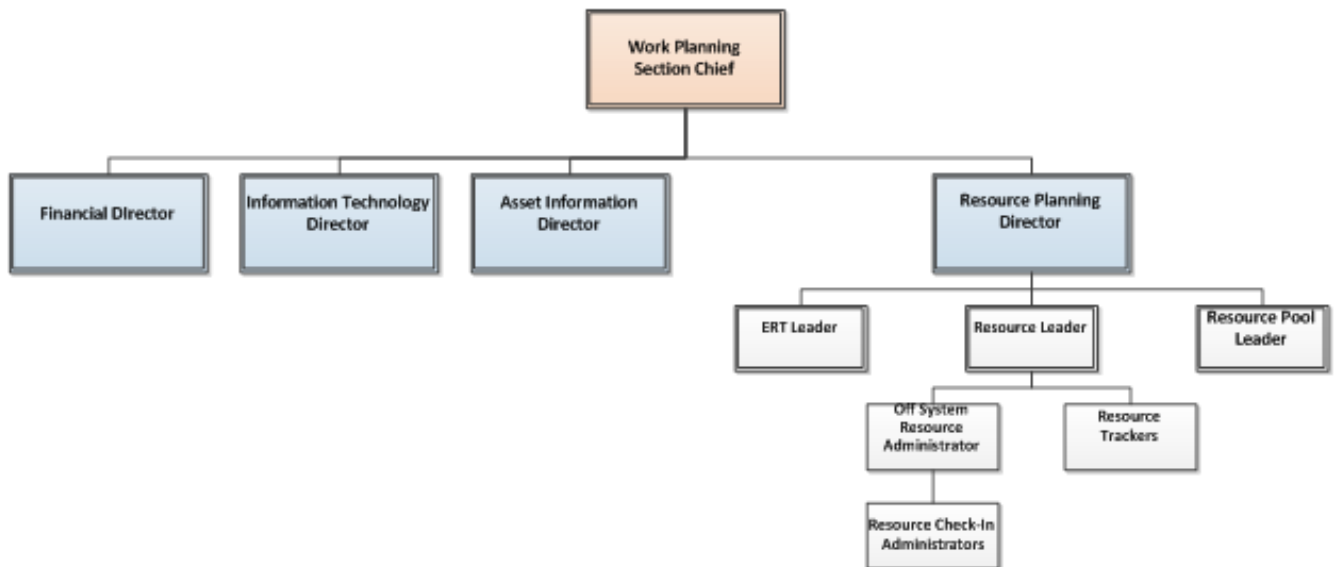 Work Planning
Section Chief
Financial DIrector
Information Technology
Director
Asset Information
Director
Resource Planning
Director
ERT Leader
Resource Leader
Resource Pool
Leader
Off System
Resource
Administrator
Resource
Trackers
Resource Check-In
Administrators